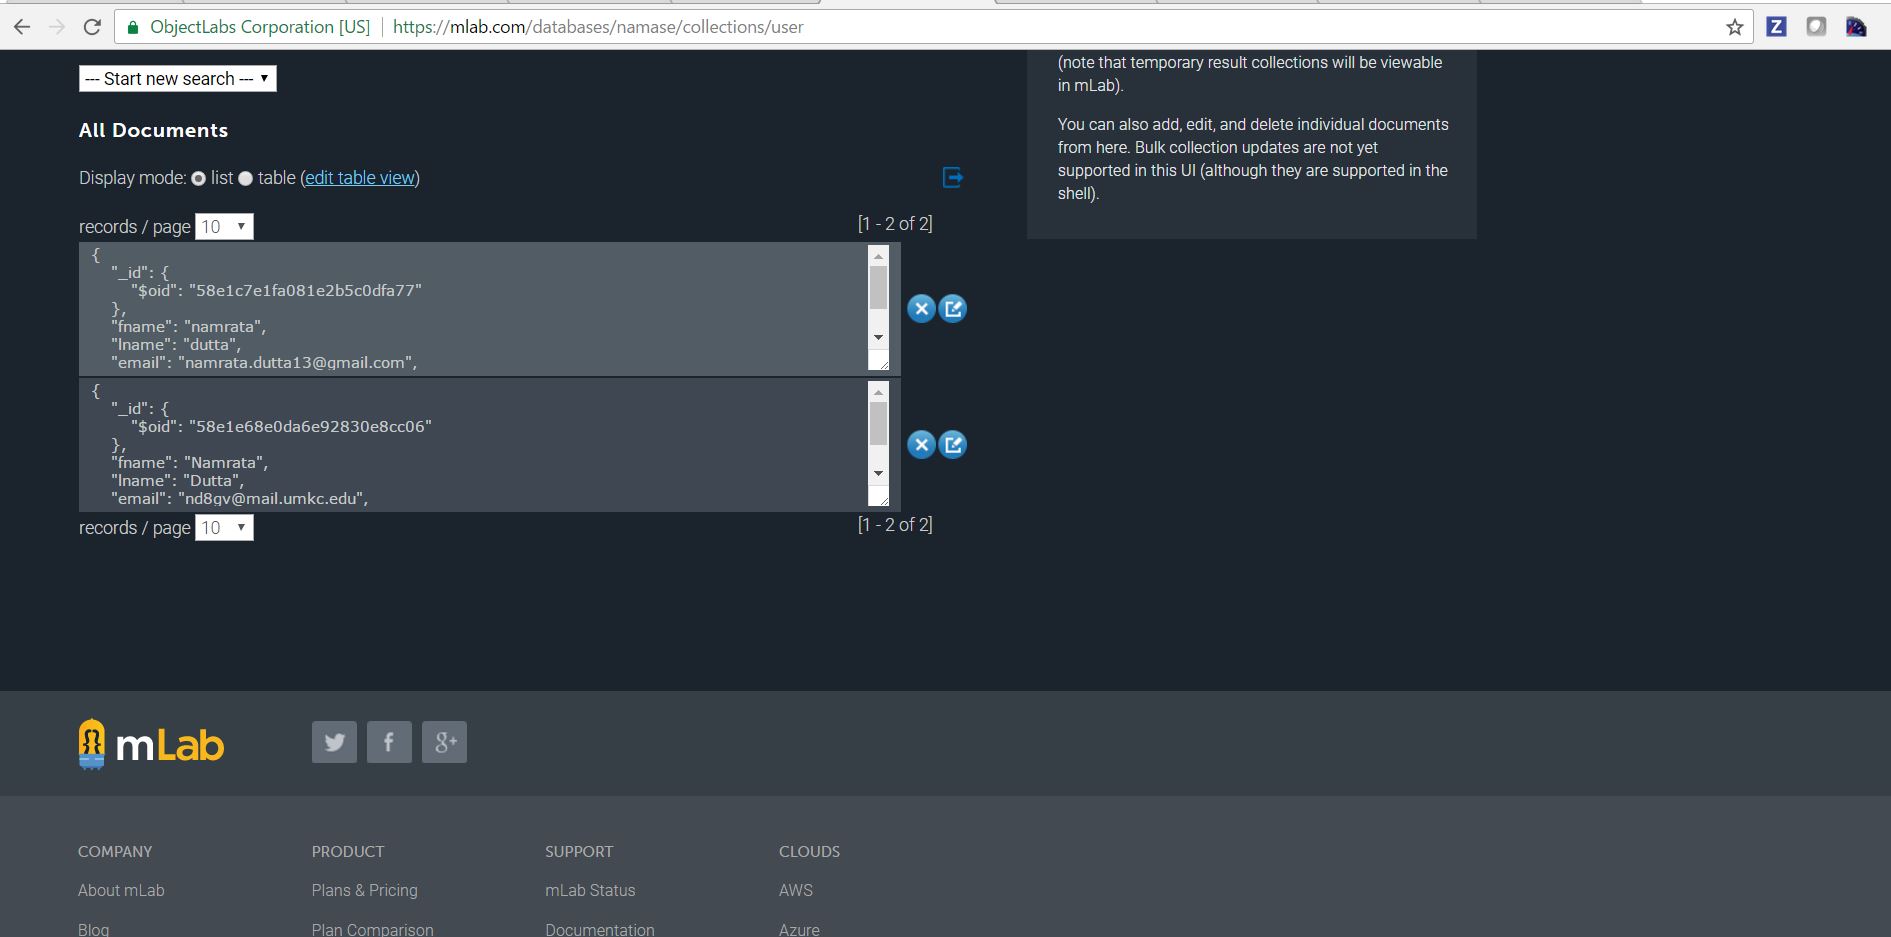 ObjectLabs Corporation [US] | https://mlab.com/databases/namase/collections/user
--- Start new search ---
All Documents
Display mode: list table (edit table view)
records / page 10
[1 - 2 of 2]
{
"_id": {
"$oid": "58e1c7e1fa081e2b5c0dfa77"
},
"fname": "namrata",
"lname": "dutta",
"email": "namrata.dutta13@gmail.com",
{
"_id": {
"$oid": "58e1e68e0da6e92830e8cc06"
},
"fname": "Namrata",
"lname": "Dutta",
"email": "nd8gv@mail.umkc.edu",
records / page 10
[1 - 2 of 2]
(note that temporary result collections will be viewable
in mLab).
You can also add, edit, and delete individual documents
from here. Bulk collection updates are not yet
supported in this UI (although they are supported in the
shell).
mLab
COMPANY
About mLab
Blog
PRODUCT
Plans & Pricing
Plan Comparison
SUPPORT
mLab Status
Documentation
CLOUDS
AWS
Azure